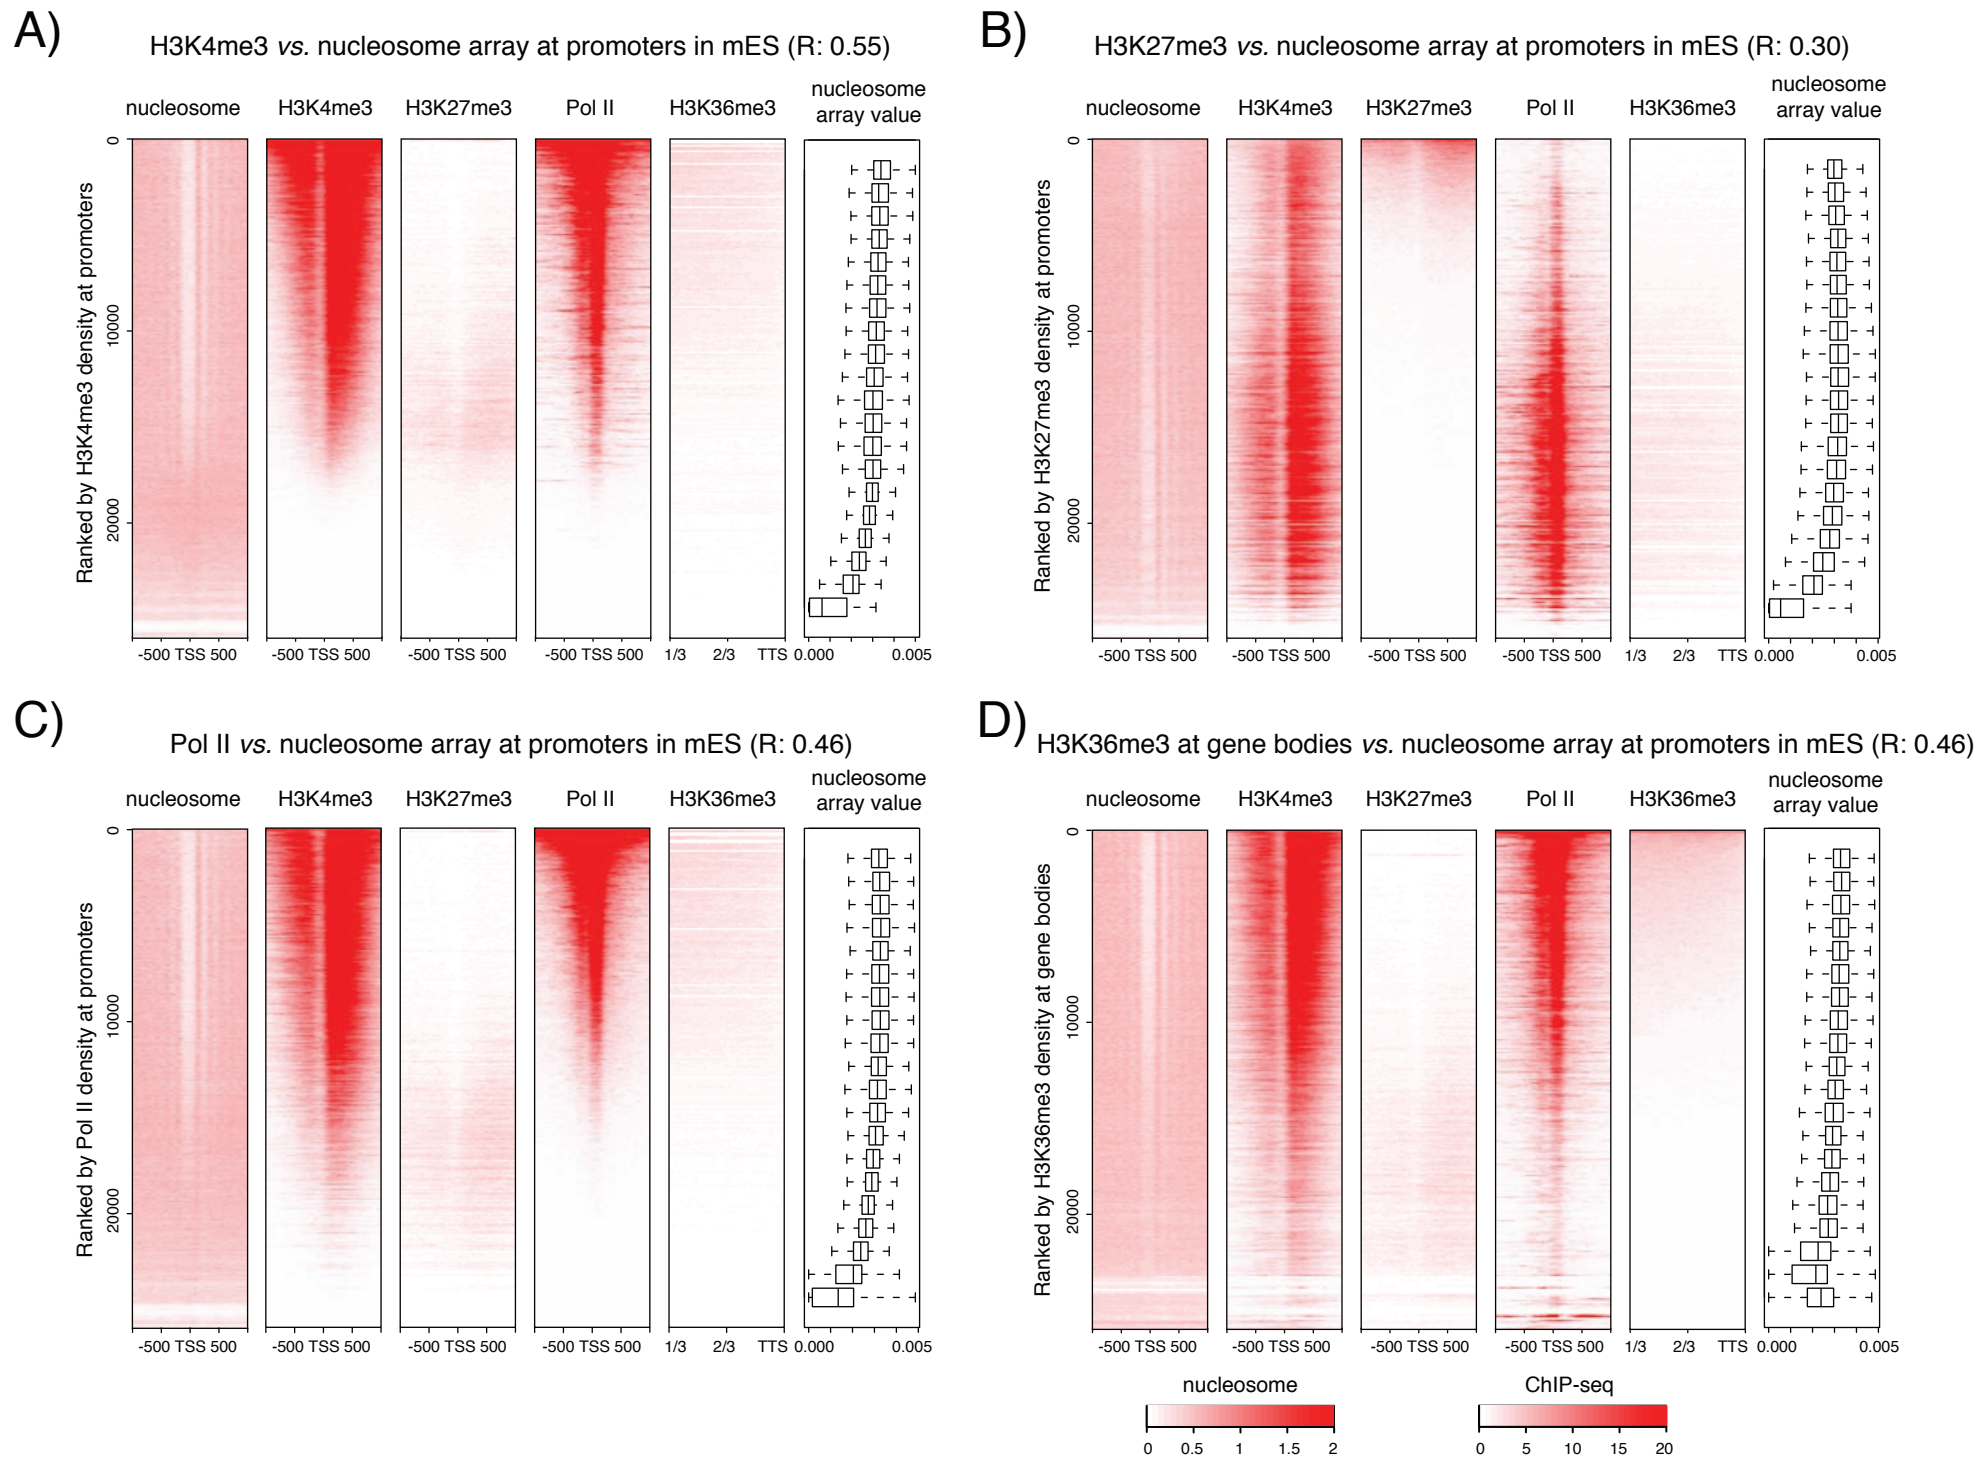 A)
H3K4me3 vs. nucleosome array at promoters in mES (R: 0.55)
nucleosome H3K4me3 H3K27me3 Pol II H3K36me3 nucleosome array value
Ranked by H3K4me3 density at promoters
0
10000
20000
-500 TSS 500 -500 TSS 500 -500 TSS 500 -500 TSS 500 1/3 2/3 TTS 0.000 0.005
B)
H3K27me3 vs. nucleosome array at promoters in mES (R: 0.30)
nucleosome H3K4me3 H3K27me3 Pol II H3K36me3 nucleosome array value
Ranked by H3K27me3 density at promoters
0
10000
20000
-500 TSS 500 -500 TSS 500 -500 TSS 500 -500 TSS 500 1/3 2/3 TTS 0.000 0.005
C)
Pol II vs. nucleosome array at promoters in mES (R: 0.46)
nucleosome H3K4me3 H3K27me3 Pol II H3K36me3 nucleosome array value
Ranked by Pol II density at promoters
0
10000
20000
-500 TSS 500 -500 TSS 500 -500 TSS 500 -500 TSS 500 1/3 2/3 TTS 0.000 0.005
D)
H3K36me3 at gene bodies vs. nucleosome array at promoters in mES (R: 0.46)
nucleosome H3K4me3 H3K27me3 Pol II H3K36me3 nucleosome array value
Ranked by H3K36me3 density at gene bodies
0
10000
20000
-500 TSS 500 -500 TSS 500 -500 TSS 500 -500 TSS 500 1/3 2/3 TTS 0.000 0.005
nucleosome
0 0.5 1 1.5 2
ChIP-seq
0 5 10 15 20